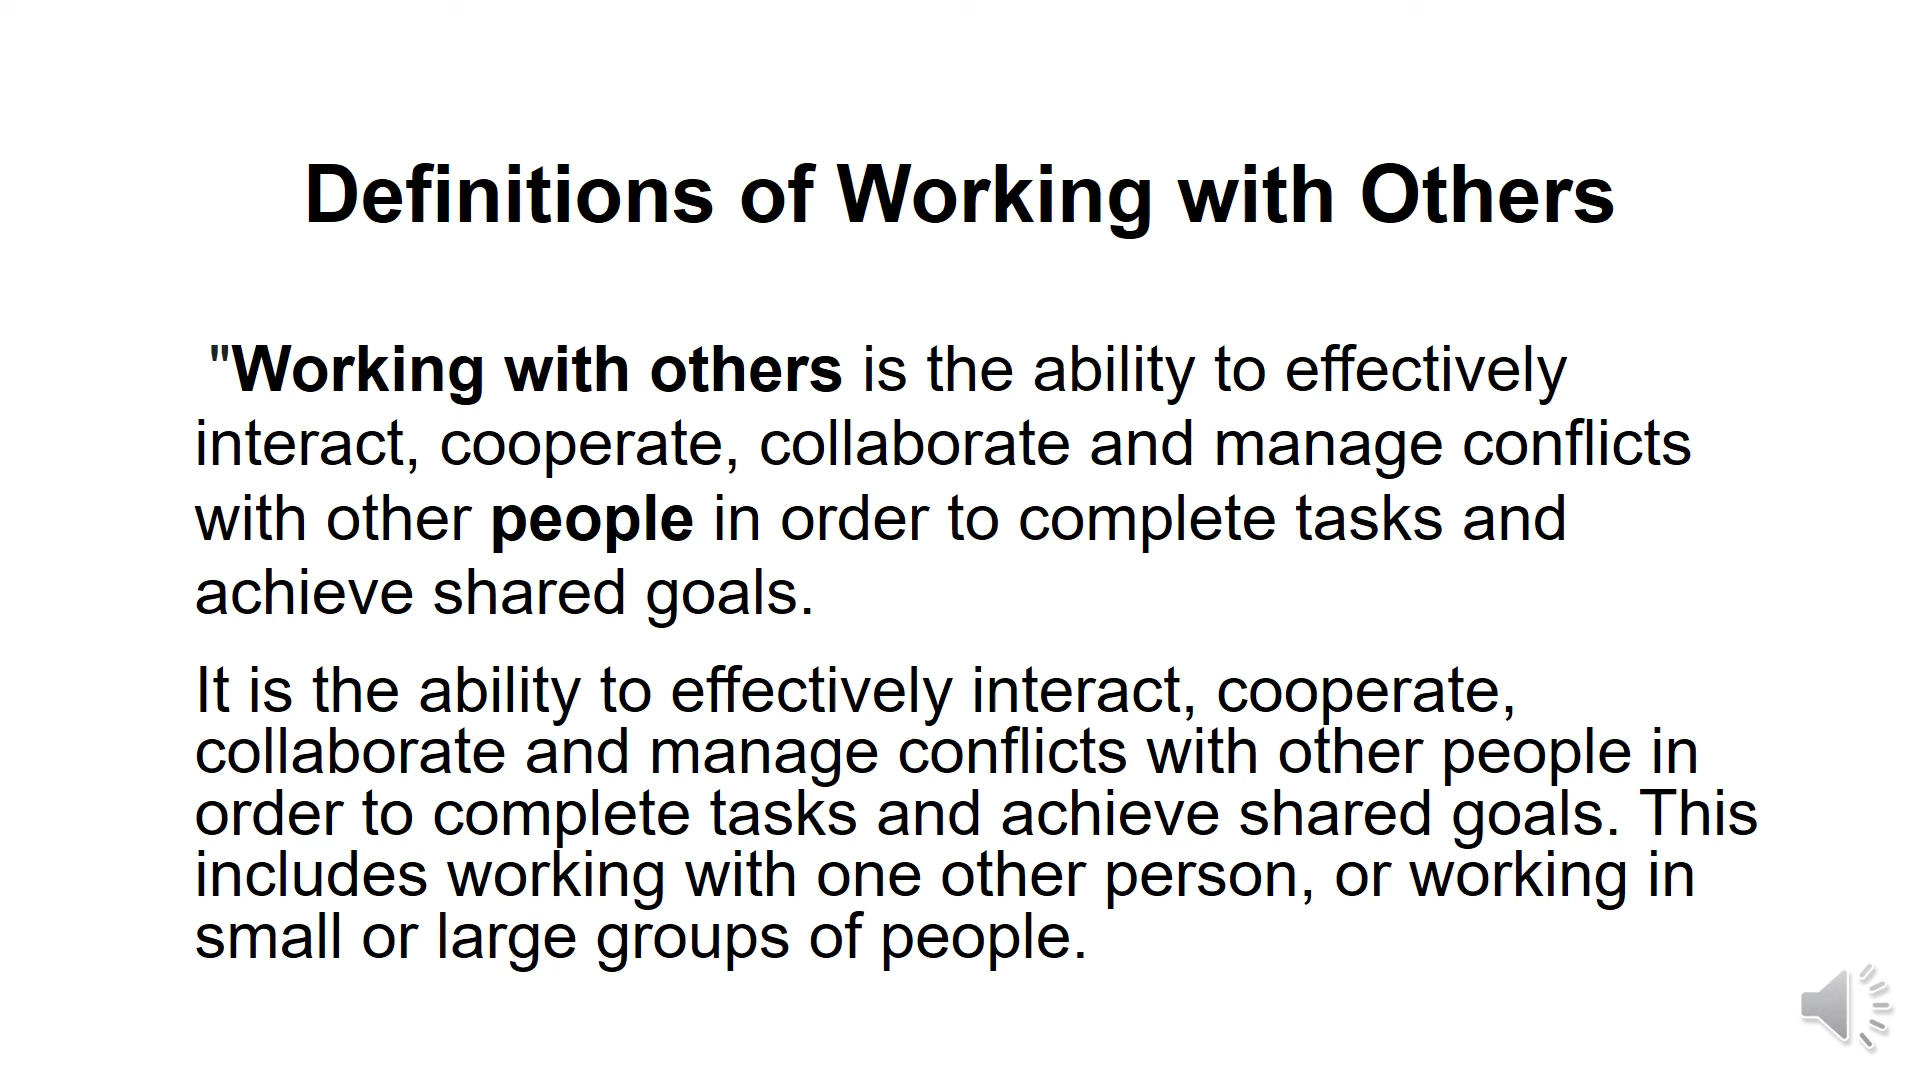 Definitions of Working with Others
"Working with others is the ability to effectively
interact, cooperate, collaborate and manage conflicts
with other people in order to complete tasks and
achieve shared goals.
It is the ability to effectively interact, cooperate,
collaborate and manage conflicts with other people in
order to complete tasks and achieve shared goals. This
includes working with one other person, or working in
small or large groups of people.